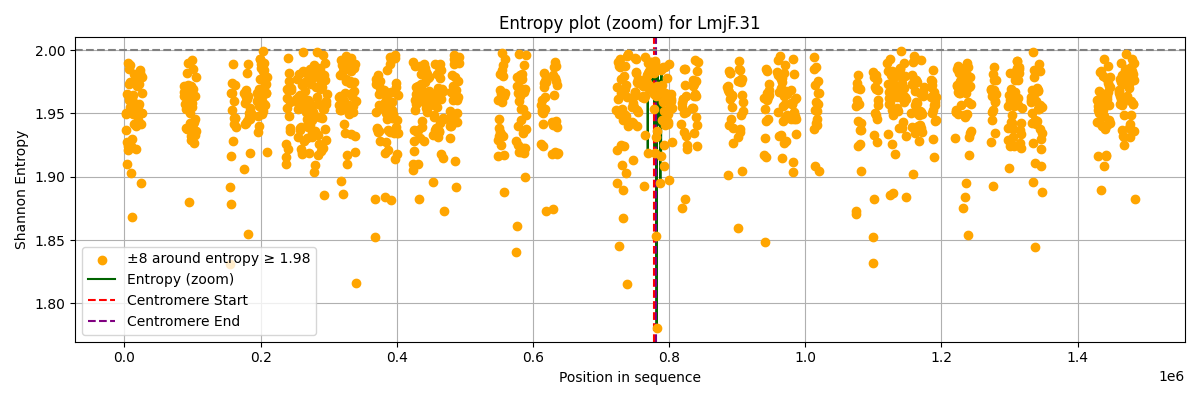 Entropy plot (zoom) for LmjF.31
Shannon Entropy
2.00
1.95
1.90
1.85
1.80
±8 around entropy ≥ 1.98
Entropy (zoom)
Centromere Start
Centromere End
0.0 0.2 0.4 0.6 0.8 1.0 1.2 1.4
1e6
Position in sequence